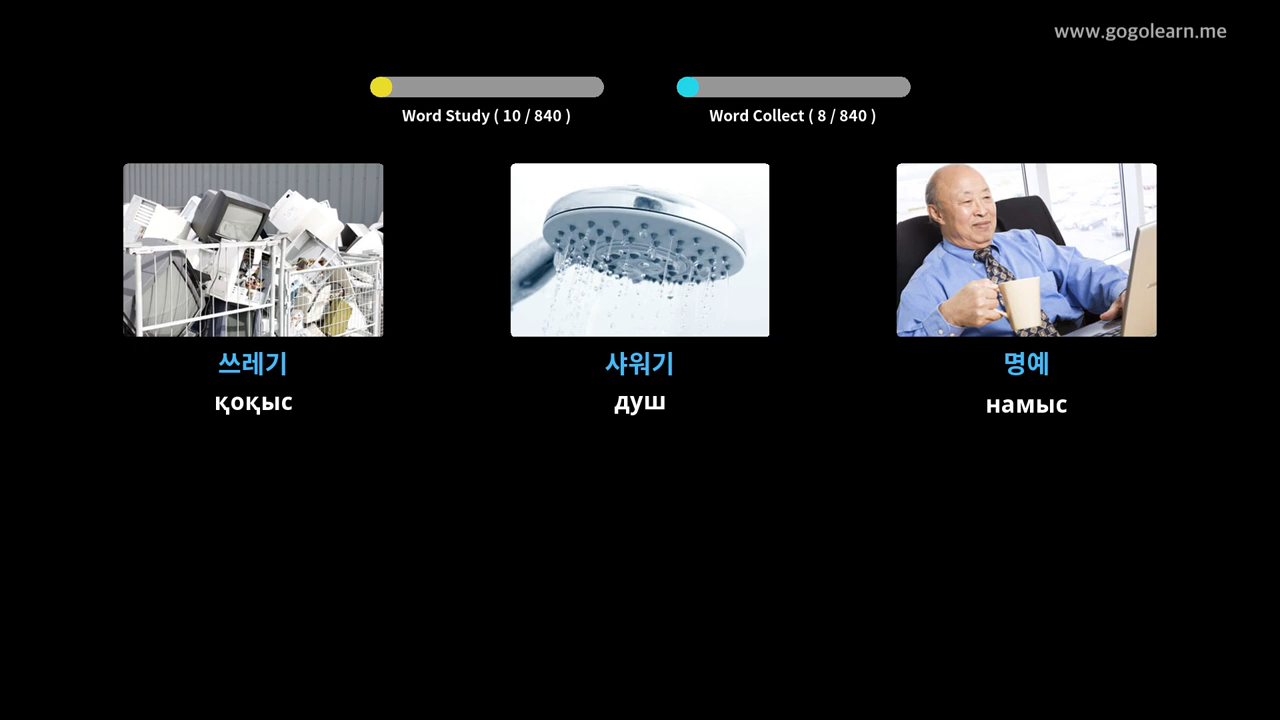 www.gogolearn.me
Word Study ( 10 / 840 )
Word Collect ( 8 / 840 )
쓰레기
қоқыс
샤워기
душ
명예
намыс